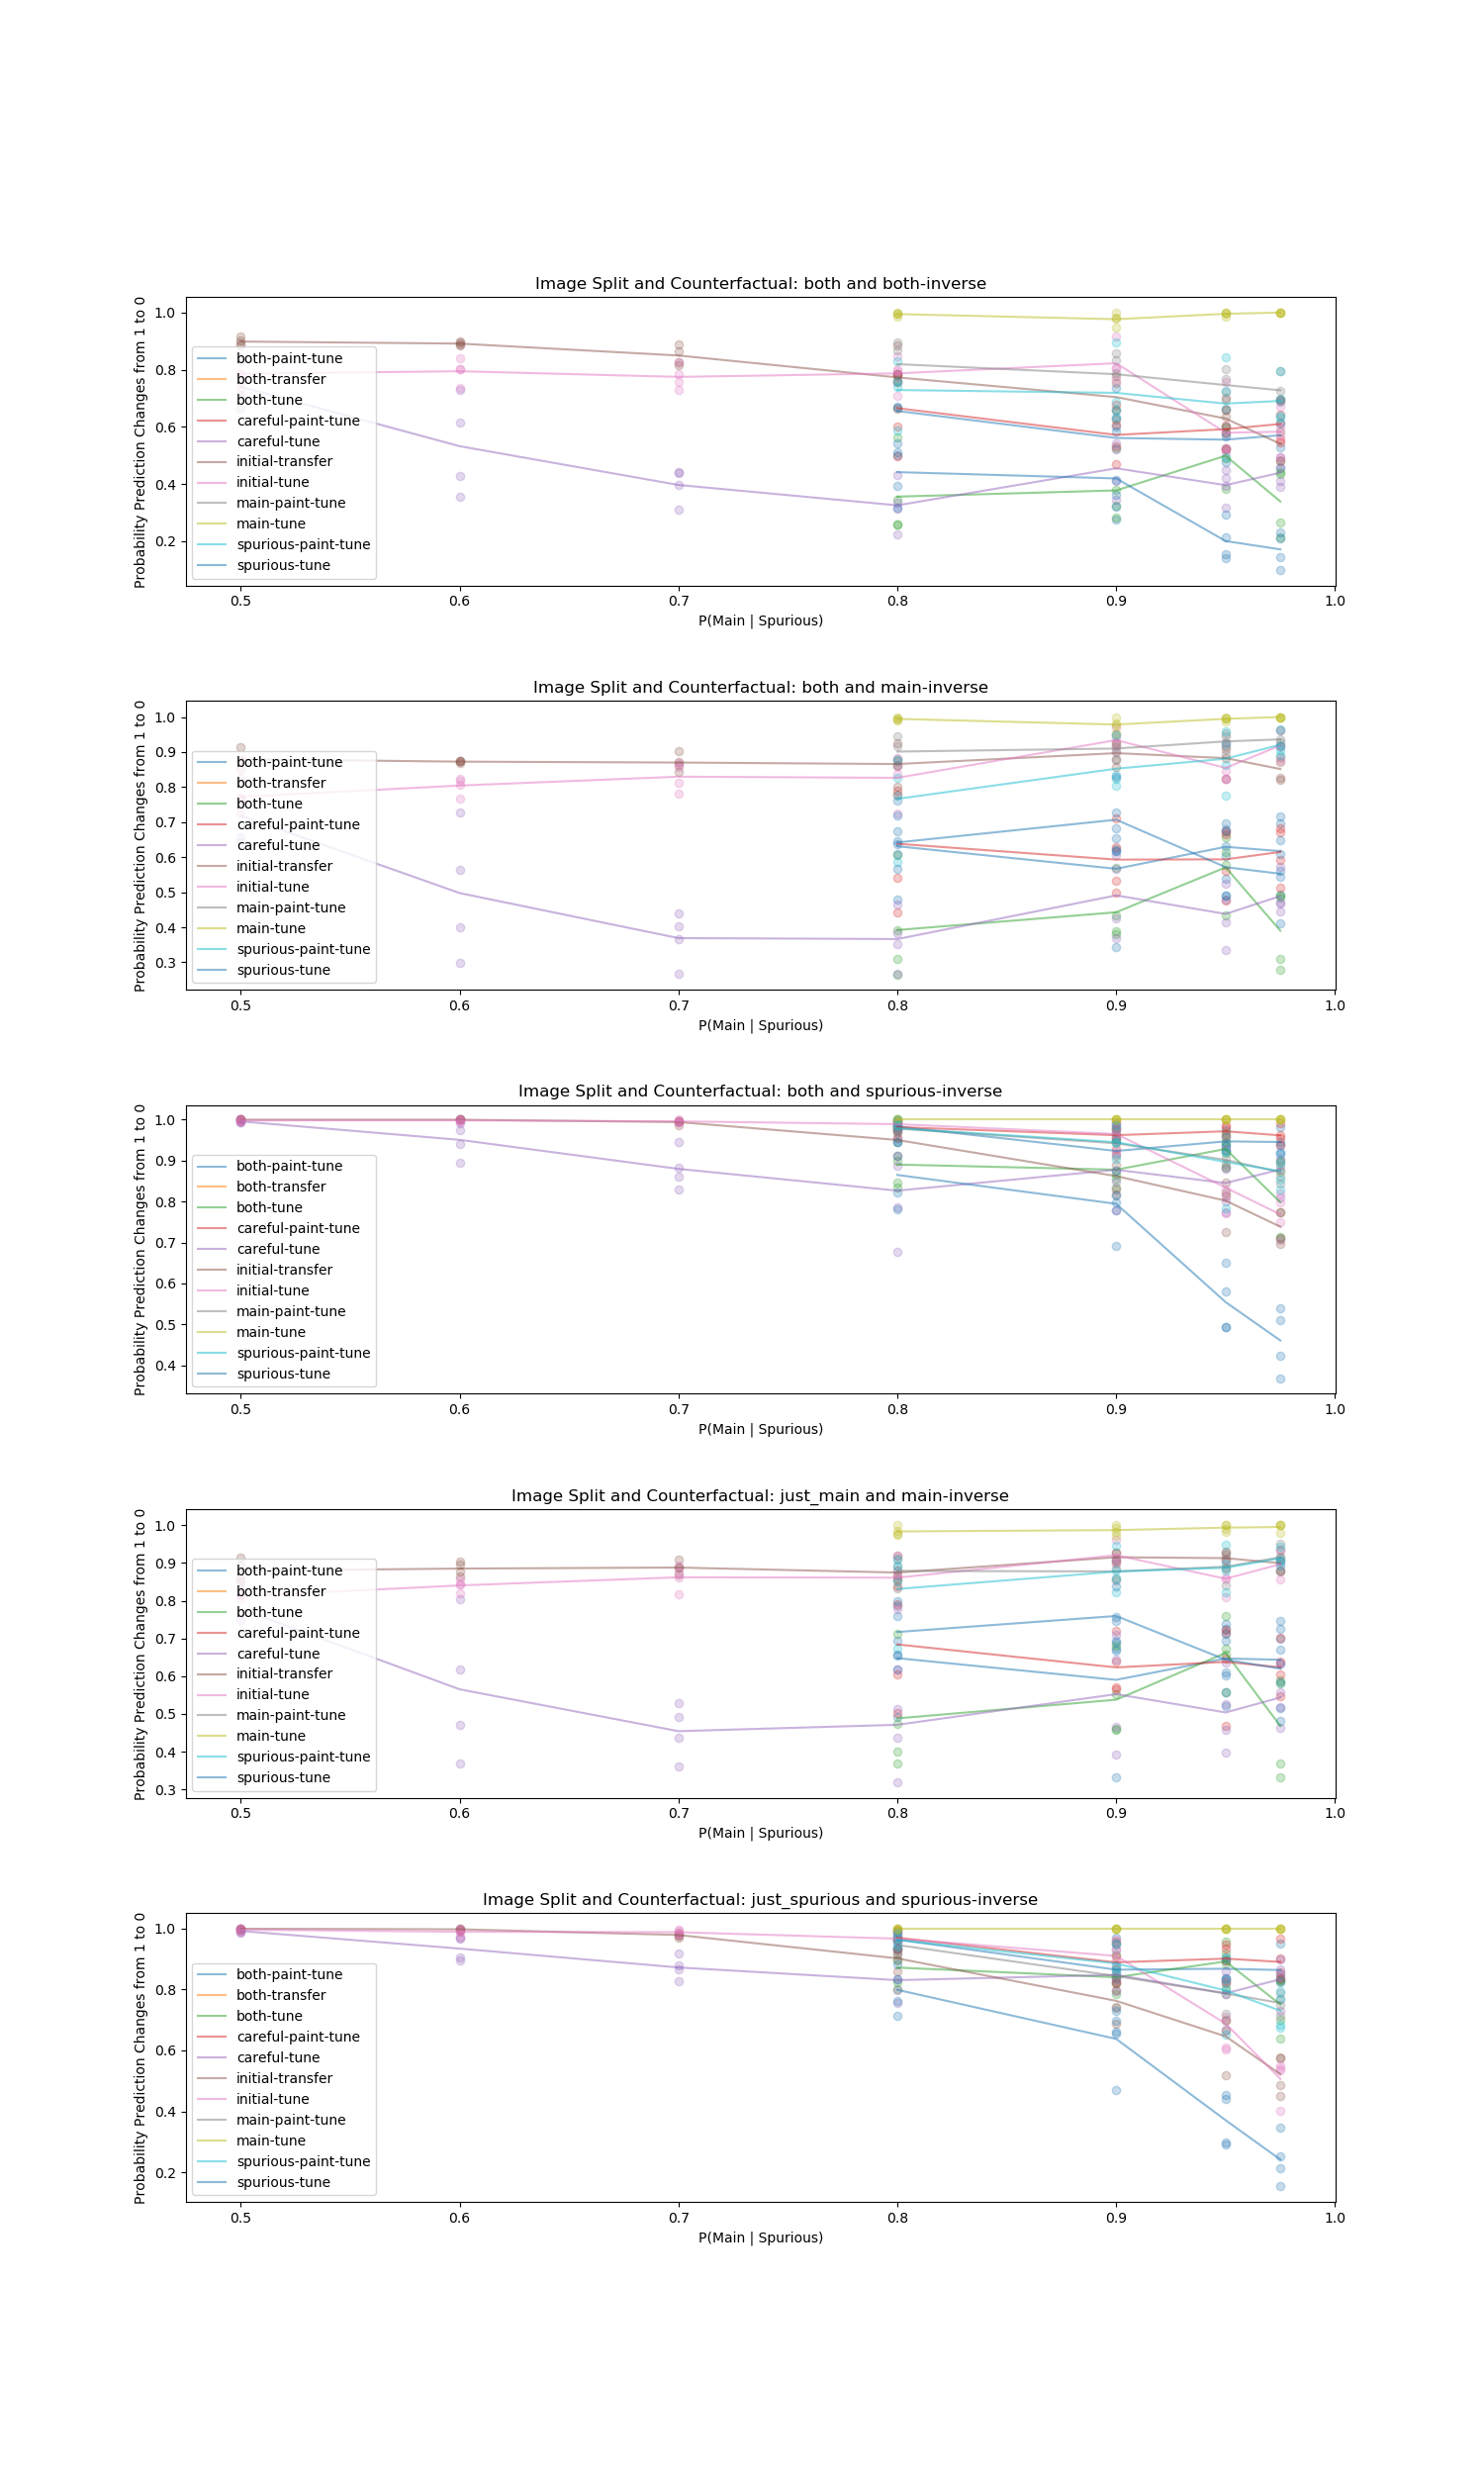 Image Split and Counterfactual: both and both-inverse
Probability Prediction Changes from 1 to 0
1.0
0.8
0.6
0.4
0.2
both-paint-tune
both-transfer
both-tune
careful-paint-tune
careful-tune
initial-transfer
initial-tune
main-paint-tune
main-tune
spurious-paint-tune
spurious-tune
0.5 0.6 0.7 0.8 0.9 1.0
P(Main | Spurious)
Image Split and Counterfactual: both and main-inverse
Probability Prediction Changes from 1 to 0
1.0
0.9
0.8
0.7
0.6
0.5
0.4
0.3
both-paint-tune
both-transfer
both-tune
careful-paint-tune
careful-tune
initial-transfer
initial-tune
main-paint-tune
main-tune
spurious-paint-tune
spurious-tune
0.5 0.6 0.7 0.8 0.9 1.0
P(Main | Spurious)
Image Split and Counterfactual: both and spurious-inverse
Probability Prediction Changes from 1 to 0
1.0
0.9
0.8
0.7
0.6
0.5
0.4
both-paint-tune
both-transfer
both-tune
careful-paint-tune
careful-tune
initial-transfer
initial-tune
main-paint-tune
main-tune
spurious-paint-tune
spurious-tune
0.5 0.6 0.7 0.8 0.9 1.0
P(Main | Spurious)
Image Split and Counterfactual: just_main and main-inverse
Probability Prediction Changes from 1 to 0
1.0
0.9
0.8
0.7
0.6
0.5
0.4
0.3
both-paint-tune
both-transfer
both-tune
careful-paint-tune
careful-tune
initial-transfer
initial-tune
main-paint-tune
main-tune
spurious-paint-tune
spurious-tune
0.5 0.6 0.7 0.8 0.9 1.0
P(Main | Spurious)
Image Split and Counterfactual: just_spurious and spurious-inverse
Probability Prediction Changes from 1 to 0
1.0
0.8
0.6
0.4
0.2
both-paint-tune
both-transfer
both-tune
careful-paint-tune
careful-tune
initial-transfer
initial-tune
main-paint-tune
main-tune
spurious-paint-tune
spurious-tune
0.5 0.6 0.7 0.8 0.9 1.0
P(Main | Spurious)